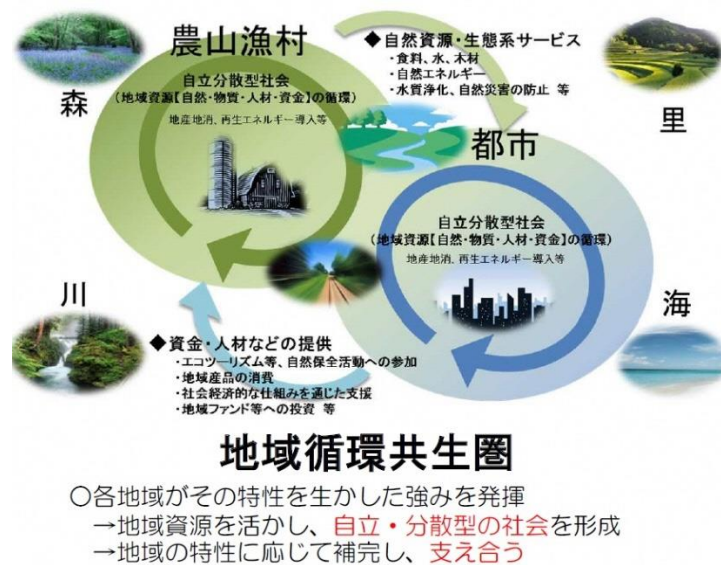 農山漁村
森
自立分散型社会
(地域資源【自然・物質・人材・資金】の循環)
地産地消、再生エネルギー導入等
◆自然資源・生態系サービス
・食料、水、木材
・自然エネルギー
・水質浄化、自然災害の防止 等
里
都市
自立分散型社会
(地域資源【自然・物質・人材・資金】の循環)
地産地消、再生エネルギー導入等
川
◆資金・人材などの提供
・エコツーリズム等、自然保全活動への参加
・地域産品の消費
・社会経済的な仕組みを通じた支援
・地域ファンド等への投資 等
海
地域循環共生圏
○各地域がその特性を生かした強みを発揮
→地域資源を活かし、自立・分散型の社会を形成
→地域の特性に応じて補完し、支え合う